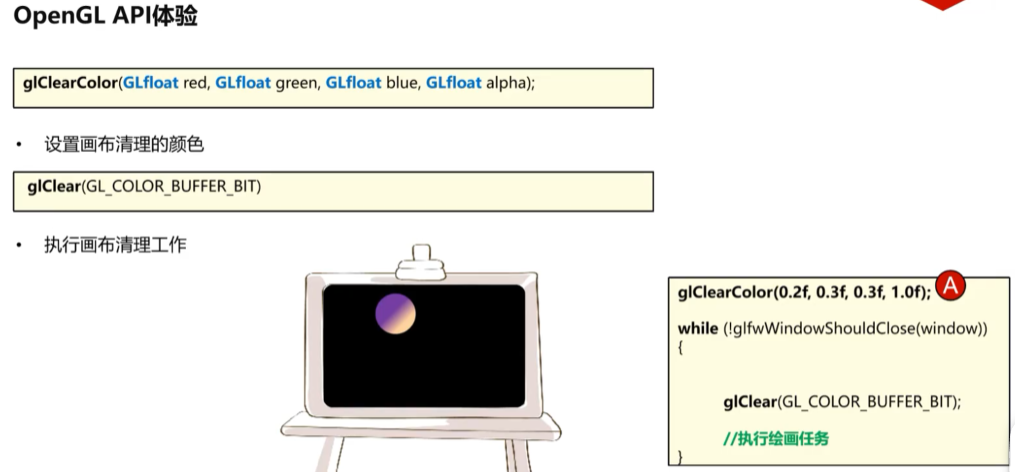 OpenGL API体验
glClearColor(GLfloat red, GLfloat green, GLfloat blue, GLfloat alpha);
• 设置画布清理的颜色
glClear(GL_COLOR_BUFFER_BIT)
• 执行画布清理工作
A
glClearColor(0.2f, 0.3f, 0.3f, 1.0f);
while (!glfwWindowShouldClose(window))
{
glClear(GL_COLOR_BUFFER_BIT);
//执行绘画任务
}